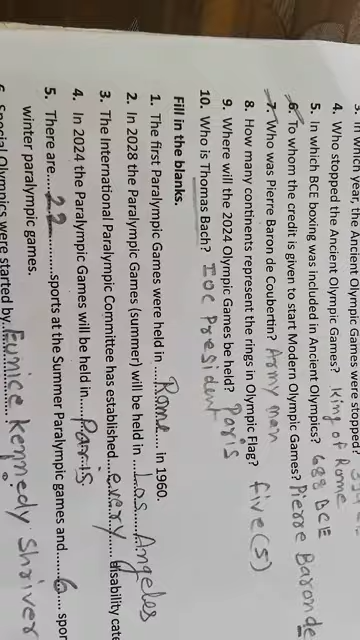 3. Which year, the Ancient Olympic Games were stopped?
4. Who stopped the Ancient Olympic Games? King of Rome
5. In which BCE boxing was included in Ancient Olympics? 688 BCE
6. To whom the credit is given to start Modern Olympic Games? Pierre Baronde
7. Who was Pierre Baron de Coubertin? Army man
8. How many continents represent the rings in Olympic Flag? five(5)
9. Where will the 2024 Olympic Games be held? Paris
10. Who is Thomas Bach? IOC President
Fill in the blanks.
1. The first Paralympic Games were held in ....Rome.... in 1960.
2. In 2028 the Paralympic Games (summer) will be held in ....Los Angeles
3. The International Paralympic Committee has established ....every.... disability cate
4. In 2024 the Paralympic Games will be held in.....Paris
5. There are.....22..........sports at the Summer Paralympic games and.....6..... spor
winter paralympic games.
6. Special Olympics were started by..Eunice Kennedy Shriver